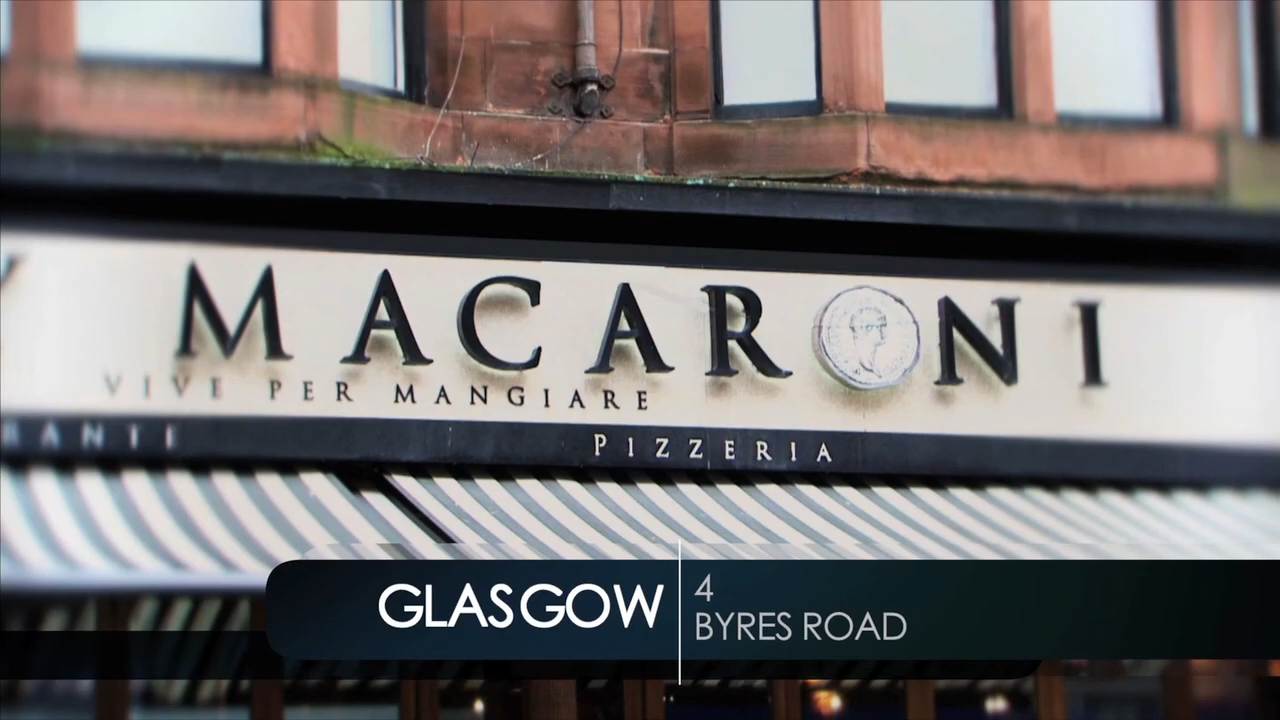 MACARONI
VIVE PER MANGIARE
PIZZERIA
GLASGOW
4
BYRES ROAD